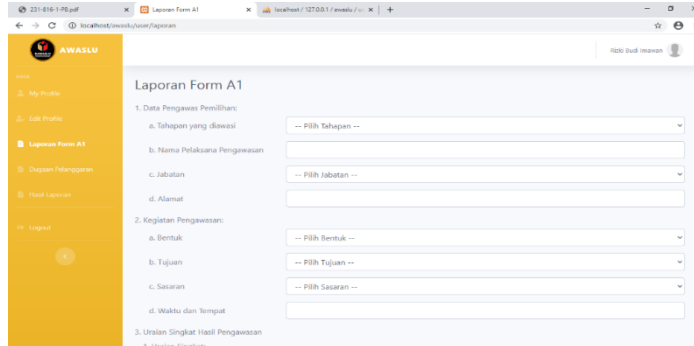 231-816-1-PB.pdf
Laporan Form A1
localhost / 127.0.0.1 / awaslu /
localhost/awaslu/user/laporan
AWASLU
Rizki Budi Imawan
My Profile
Edit Profile
Laporan Form A1
Dugaan Pelanggaran
Hasil Laporan
Logout
Laporan Form A1
1. Data Pengawas Pemilihan:
a. Tahapan yang diawasi
-- Pilih Tahapan --
b. Nama Pelaksana Pengawasan
c. Jabatan
-- Pilih Jabatan --
d. Alamat
2. Kegiatan Pengawasan:
a. Bentuk
-- Pilih Bentuk --
b. Tujuan
-- Pilih Tujuan --
c. Sasaran
-- Pilih Sasaran --
d. Waktu dan Tempat
3. Uraian Singkat Hasil Pengawasan
1. Uraian Singkat: